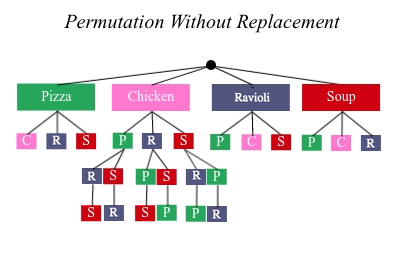 Permutation Without Replacement
Pizza Chicken Ravioli Soup
C R S P R S P C S P C R
R S P S R P
S R S P P R